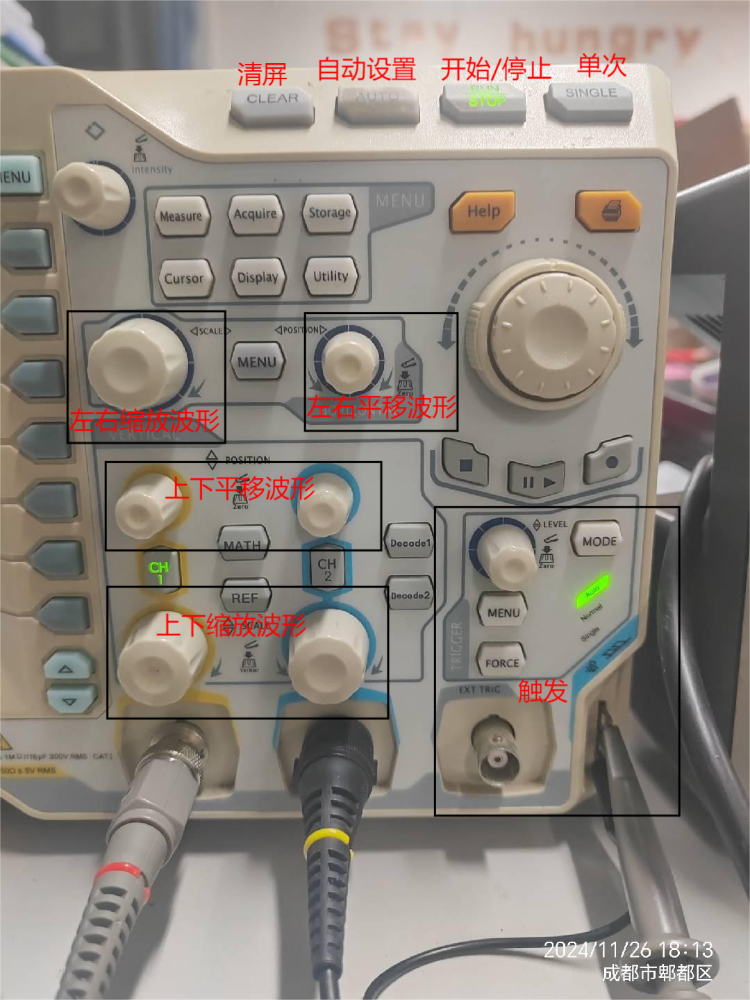 Stay hungry
清屏
自动设置
开始/停止
单次
CLEAR
AUTO
RUN
STOP
SINGLE
Intensity
MENU
MENU
Measure
Acquire
Storage
Help
Cursor
Display
Utility
SCALE
POSITION
MENU
Zero
左右缩放波形
左右平移波形
VERTICAL
POSITION
上下平移波形
Zero
MATH
Decode1
LEVEL
MODE
Zero
CH
1
CH
2
REF
Decode2
MENU
Auto
Normal
Single
上下缩放波形
SCALE
Vernier
TRIGGER
FORCE
EXT TRIG
触发
300V RMS CAT
50Ω ≤ 5V RMS
2024/11/26 18:13
成都市郫都区